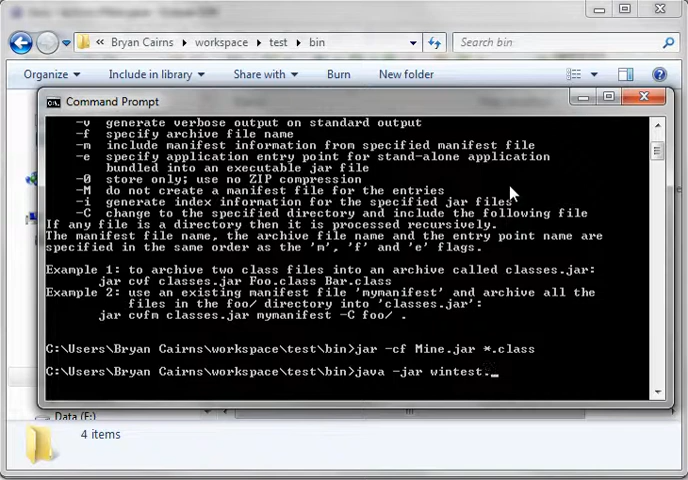 Bryan Cairns
workspace
test
bin
Search bin
Organize
Include in library
Share with
Burn
New folder
Command Prompt
-v generate verbose output on standard output
-f specify archive file name
-m include manifest information from specified manifest file
-e specify application entry point for stand-alone application
bundled into an executable jar file
-0 store only; use no ZIP compression
-M do not create a manifest file for the entries
-i generate index information for the specified jar files
-C change to the specified directory and include the following file
If any file is a directory then it is processed recursively.
The manifest file name, the archive file name and the entry point name are
specified in the same order as the 'm', 'f' and 'e' flags.
Example 1: to archive two class files into an archive called classes.jar:
jar cvf classes.jar Foo.class Bar.class
Example 2: use an existing manifest file 'mymanifest' and archive all the
files in the foo/ directory into 'classes.jar':
jar cvfm classes.jar mymanifest -C foo/ .
C:\Users\Bryan Cairns\workspace\test\bin>jar -cf Mine.jar *.class
C:\Users\Bryan Cairns\workspace\test\bin>java -jar wintest._
Data (F:)
4 items